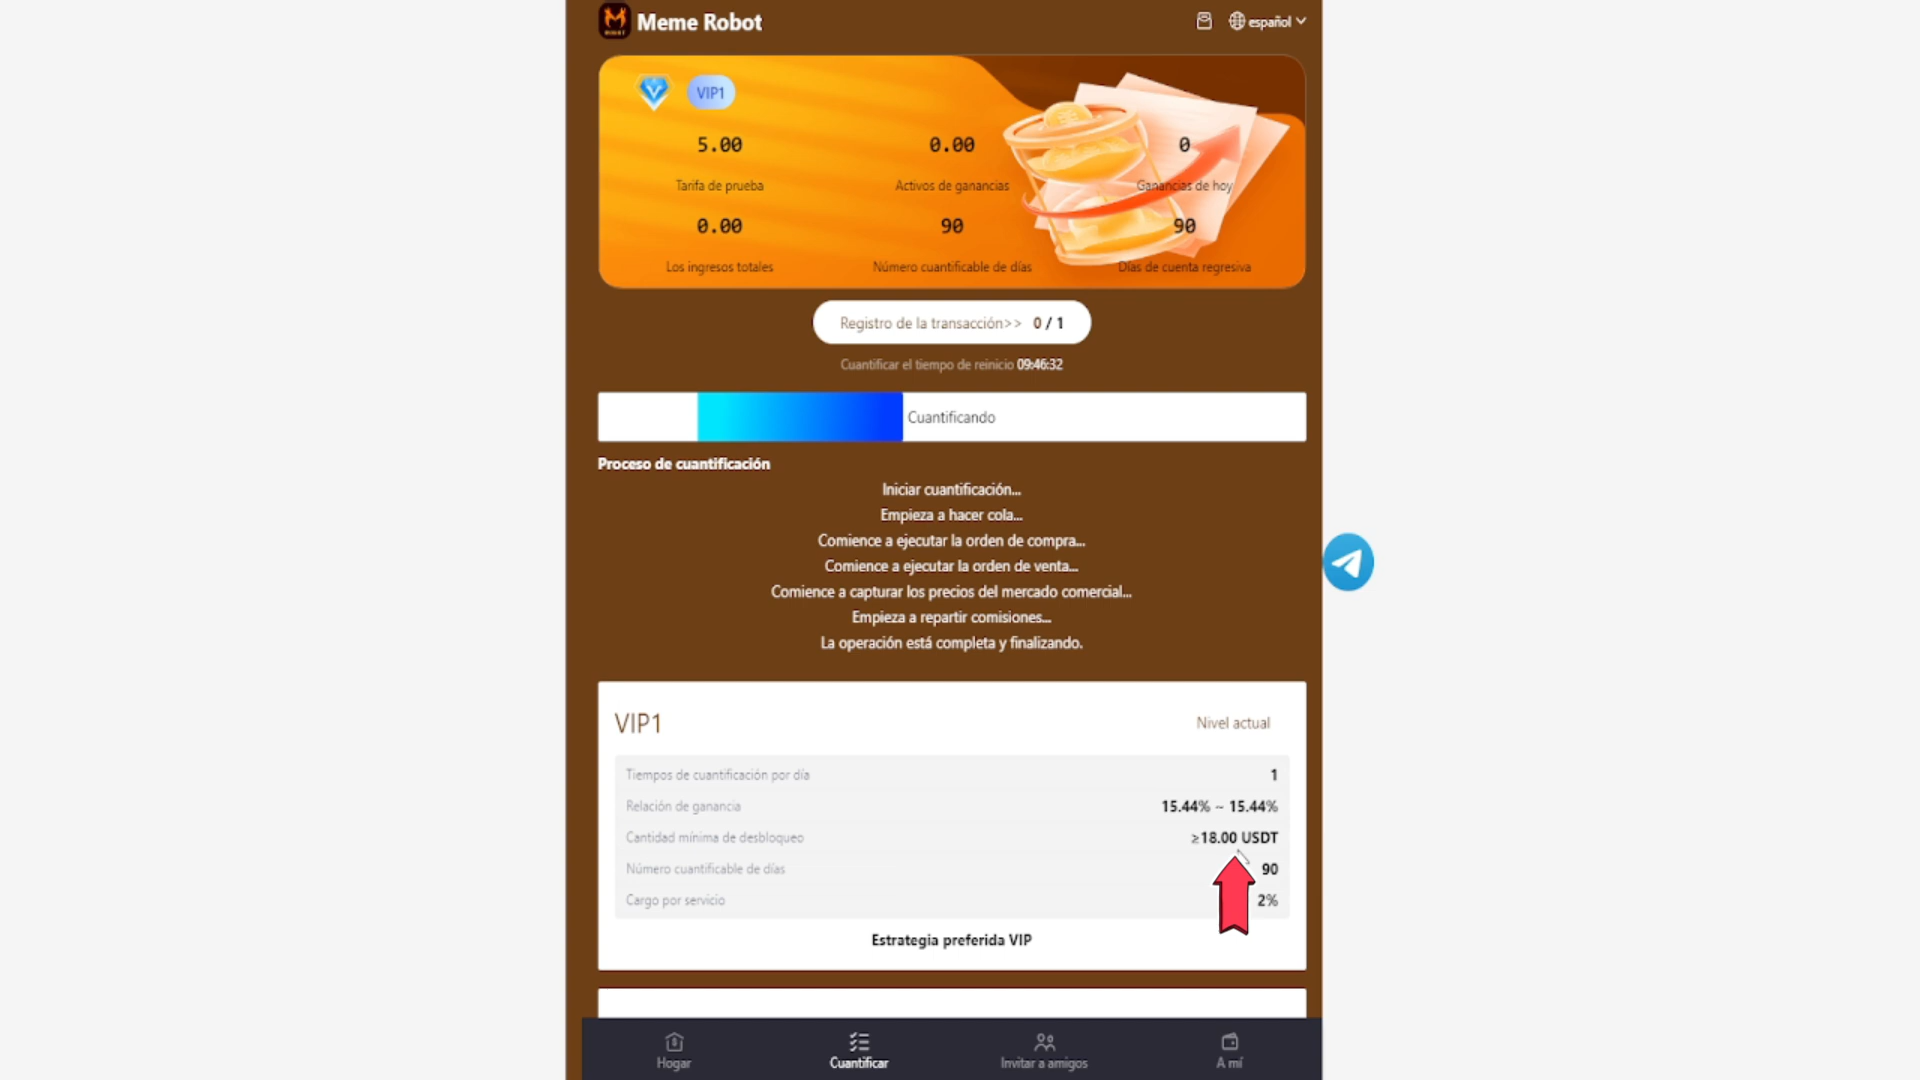 Meme Robot
español
VIP1
5.00
0.00
0
Tarifa de prueba
Activos de ganancias
Ganancias de hoy
0.00
90
90
Los ingresos totales
Número cuantificable de días
Días de cuenta regresiva
Registro de la transacción>> 0 / 1
Cuantificar el tiempo de reinicio 09:46:32
Cuantificando
Proceso de cuantificación
Iniciar cuantificación...
Empieza a hacer cola...
Comience a ejecutar la orden de compra...
Comience a ejecutar la orden de venta...
Comience a capturar los precios del mercado comercial...
Empieza a repartir comisiones...
La operación está completa y finalizando.
VIP1
Nivel actual
Tiempos de cuantificación por día 1
Relación de ganancia 15.44% ~ 15.44%
Cantidad mínima de desbloqueo ≥18.00 USDT
Número cuantificable de días 90
Cargo por servicio 2%
Estrategia preferida VIP
Hogar
Cuantificar
Invitar a amigos
A mí